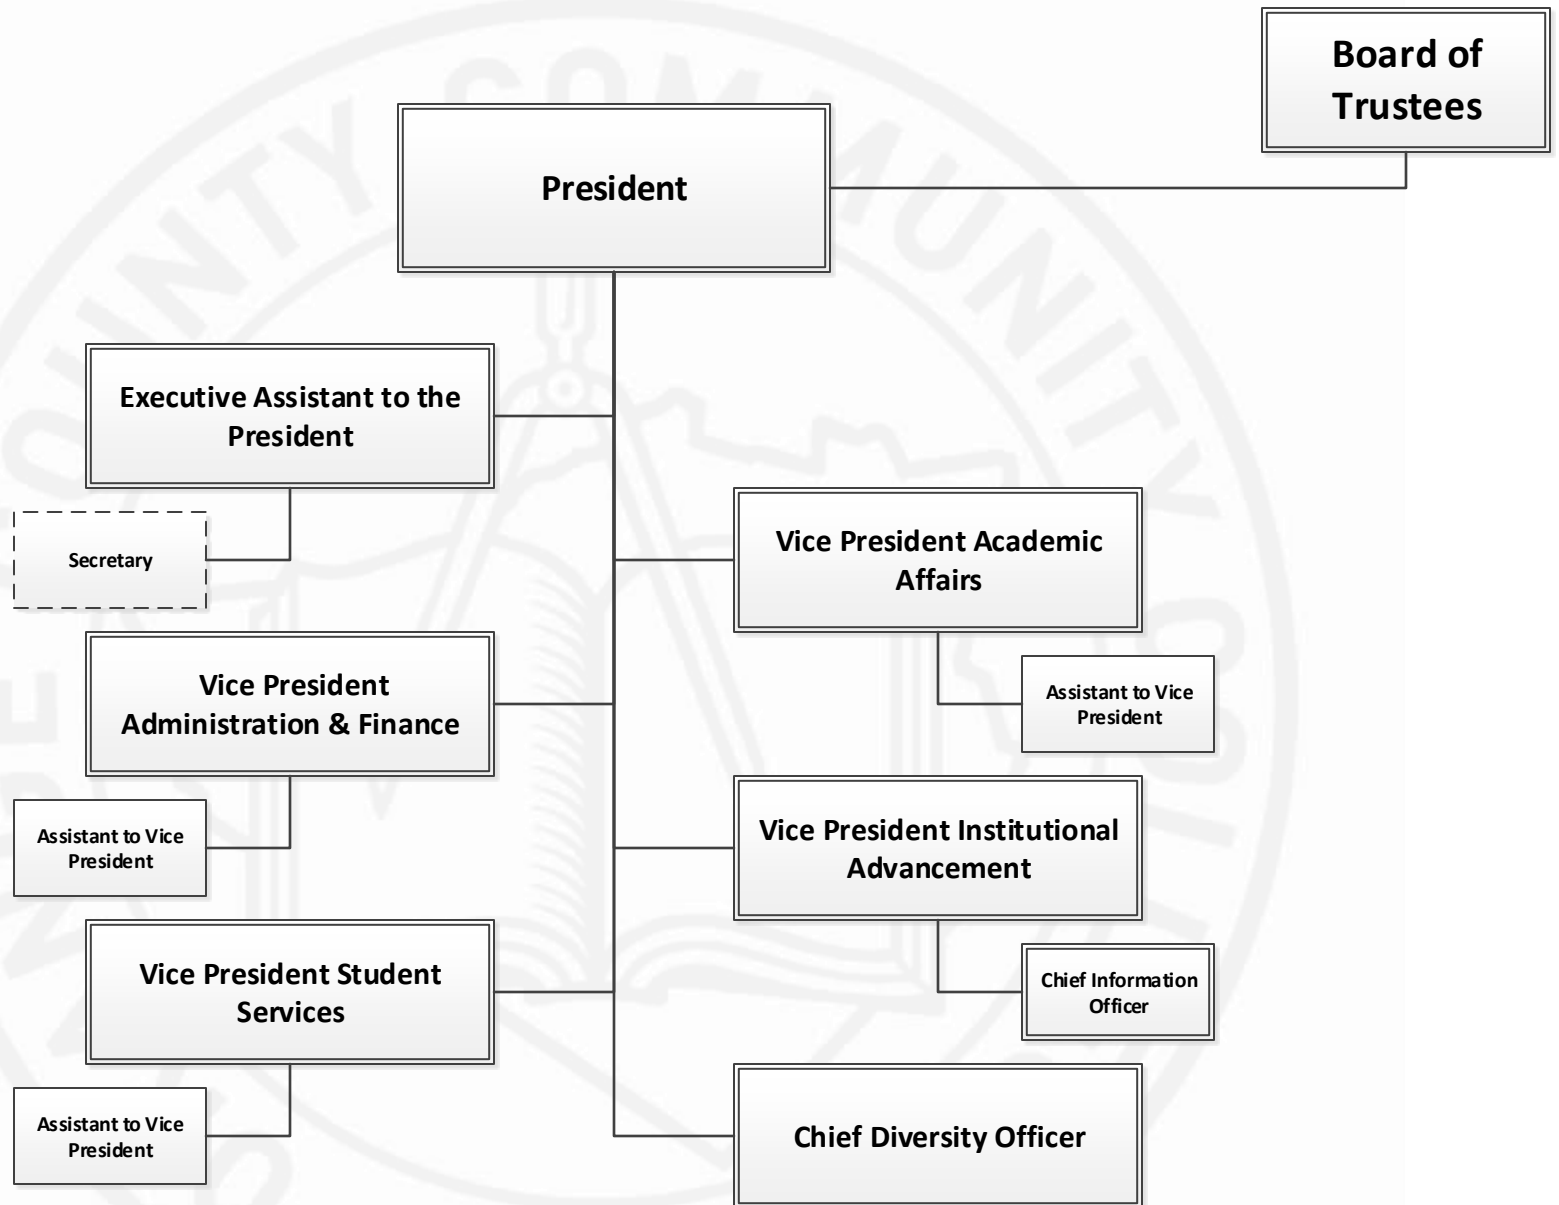 Board of
Trustees
President
Executive Assistant to the
President
Secretary
Vice President Academic
Affairs
Assistant to Vice
President
Vice President
Administration & Finance
Assistant to Vice
President
Vice President Institutional
Advancement
Chief Information
Officer
Vice President Student
Services
Assistant to Vice
President
Chief Diversity Officer
COMMUNITY
OUNTY